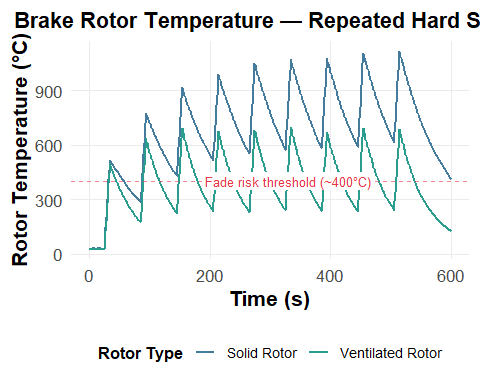 Brake Rotor Temperature — Repeated Hard S
Rotor Temperature (°C)
900
600
300
0
Fade risk threshold (~400°C)
0 200 400 600
Time (s)
Rotor Type Solid Rotor Ventilated Rotor